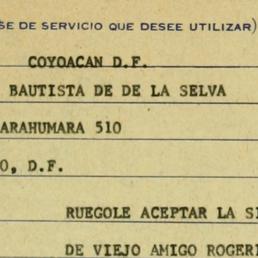 SE DE SERVICIO QUE DESEE UTILIZAR)
COYOACAN D.F.
BAUTISTA DE DE LA SELVA
ARAHUMARA 510
O, D.F.
RUEGOLE ACEPTAR LA SI
DE VIEJO AMIGO ROGERI